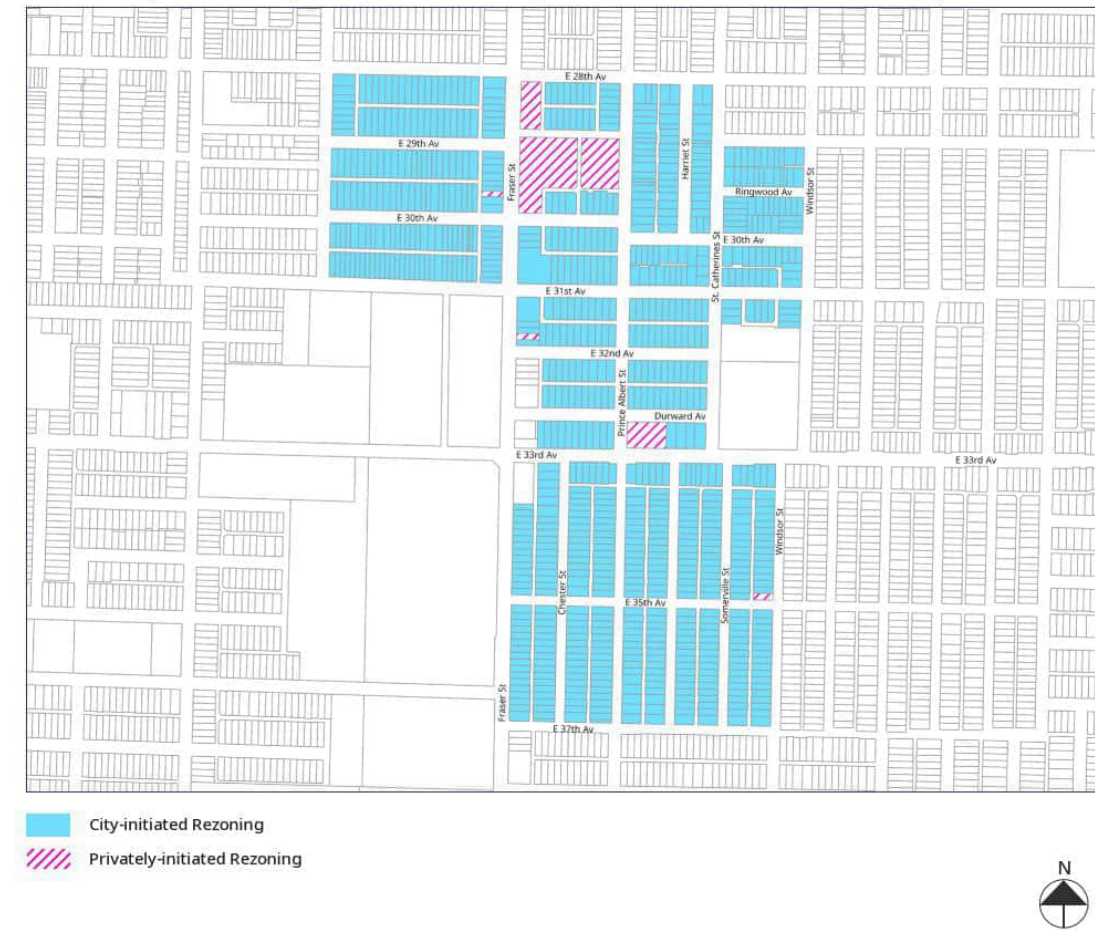 E 28th Av
E 29th Av
Fraser St
Harriet St
Windsor St
Ringwood Av
E 30th Av
E 30th Av
St. Catherines St
E 31st Av
E 32nd Av
Prince Albert St
Durward Av
E 33rd Av
E 33rd Av
Windsor St
Chester St
Somerville St
E 35th Av
Fraser St
E 37th Av
City-initiated Rezoning
Privately-initiated Rezoning
N